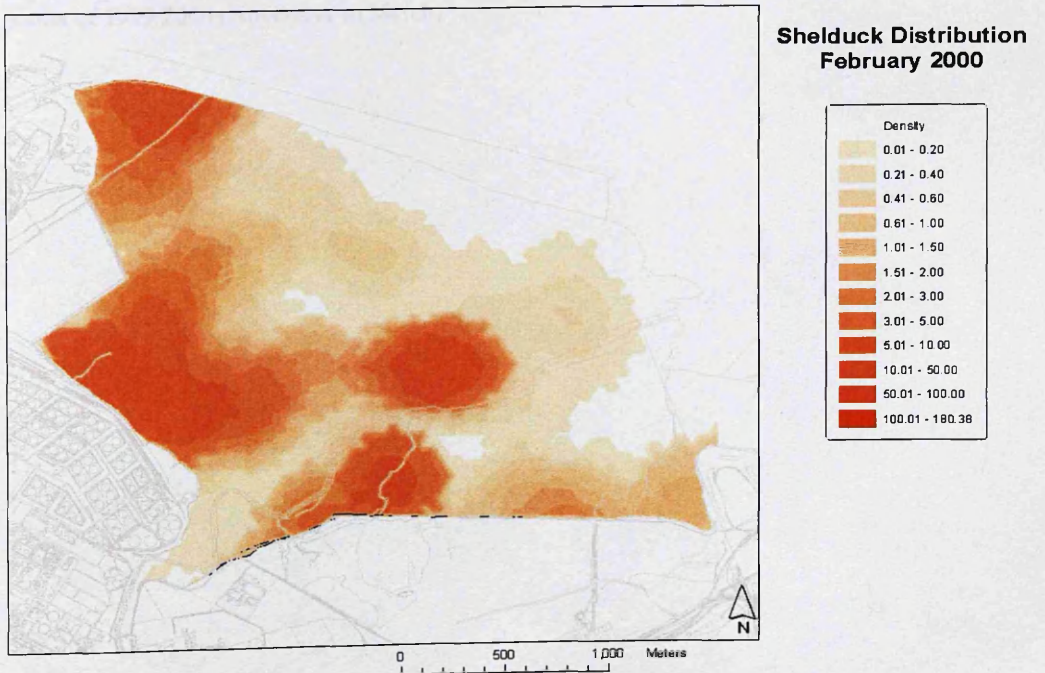 Shelduck Distribution
February 2000
Density
0.01 - 0.20
0.21 - 0.40
0.41 - 0.60
0.61 - 1.00
1.01 - 1.50
1.51 - 2.00
2.01 - 3.00
3.01 - 5.00
5.01 - 10.00
10.01 - 50.00
50.01 - 100.00
100.01 - 180.38
N
0 500 1,000 Meters